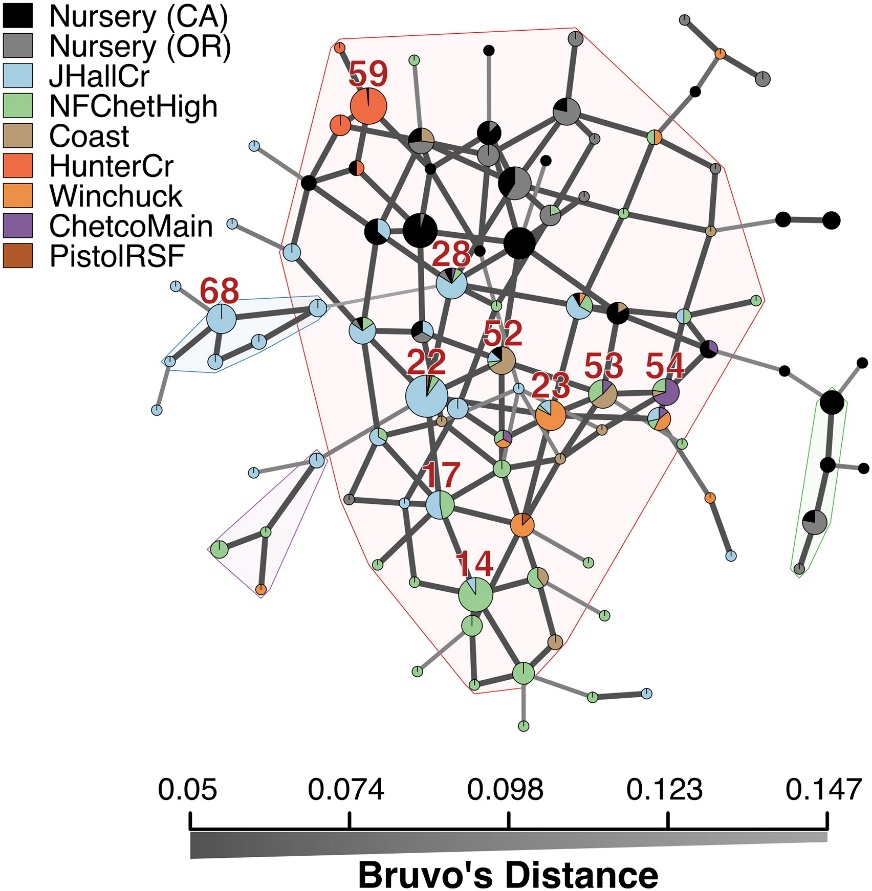 Nursery (CA)
Nursery (OR)
JHallCr
NFChetHigh
Coast
HunterCr
Winchuck
ChetcoMain
PistolRSF
59
28
68
52
22
23
53
54
17
14
0.05 0.074 0.098 0.123 0.147
Bruvo's Distance